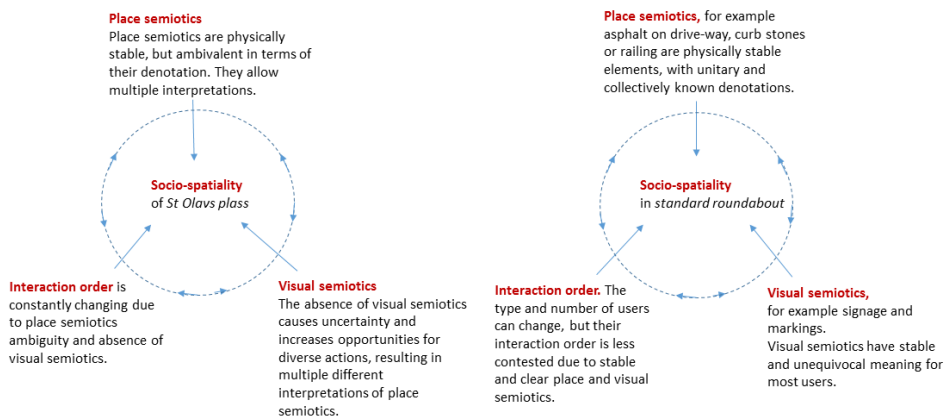 Place semiotics
Place semiotics are physically
stable, but ambivalent in terms of
their denotation. They allow
multiple interpretations.
Socio-spatiality
of St Olavs plass
Interaction order is
constantly changing due
to place semiotics
ambiguity and absence of
visual semiotics.
Visual semiotics
The absence of visual semiotics
causes uncertainty and
increases opportunities for
diverse actions, resulting in
multiple different
interpretations of place
semiotics.
Place semiotics, for example
asphalt on drive-way, curb stones
or railing are physically stable
elements, with unitary and
collectively known denotations.
Socio-spatiality
in standard roundabout
Interaction order. The
type and number of users
can change, but their
interaction order is less
contested due to stable
and clear place and visual
semiotics.
Visual semiotics,
for example signage and
markings.
Visual semiotics have stable
and unequivocal meaning for
most users.